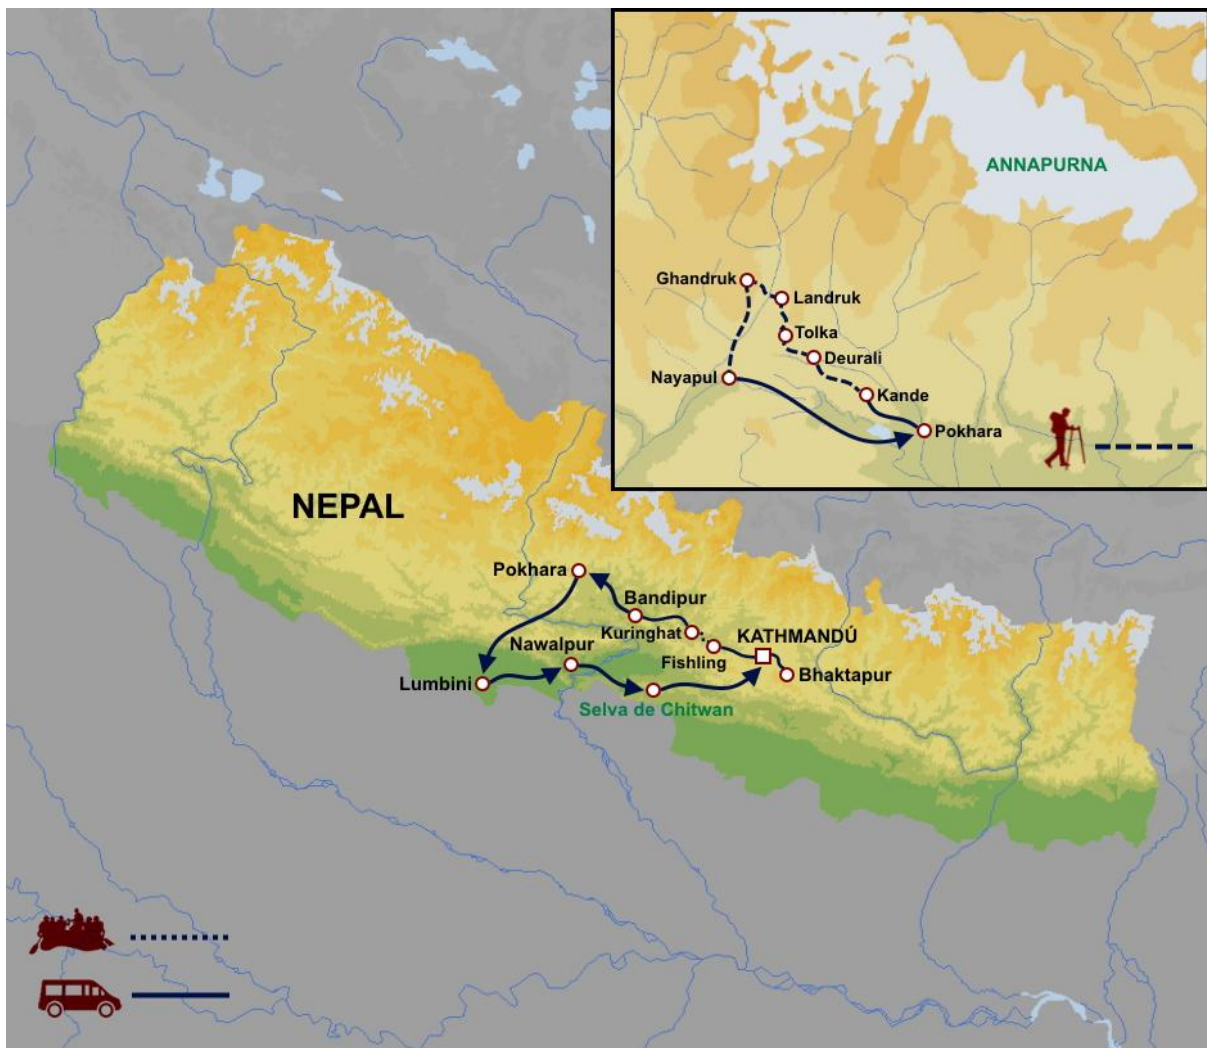 ANNAPURNA
Ghandruk
Landruk
Tolka
Deurali
Nayapul
Kande
Pokhara
NEPAL
Pokhara
Bandipur
Kuringhat
KATHMANDÚ
Nawalpur
Fishling
Bhaktapur
Lumbini
Selva de Chitwan